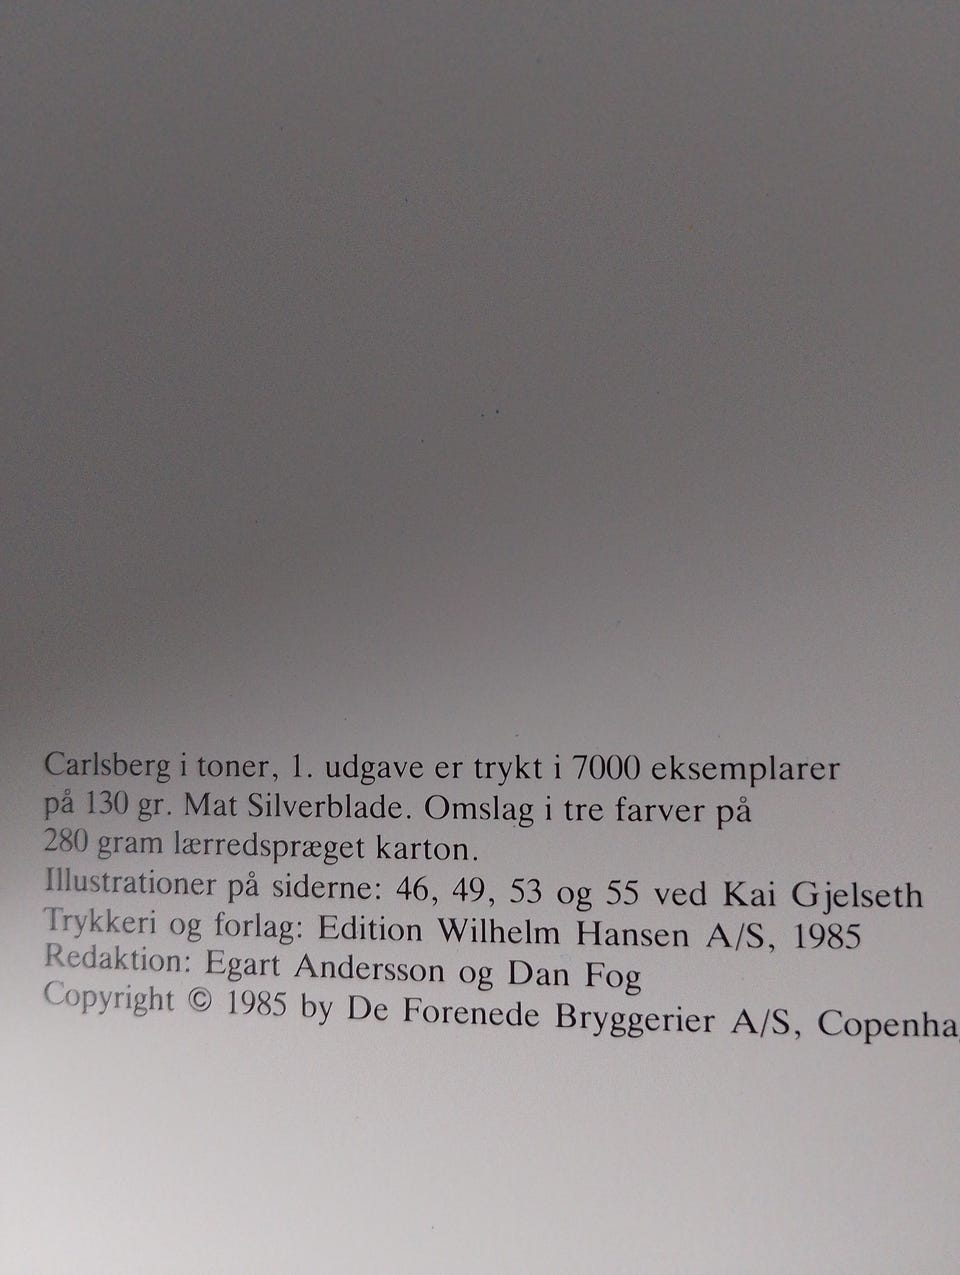 Carlsberg i toner, 1. udgave er trykt i 7000 eksemplarer
på 130 gr. Mat Silverblade. Omslag i tre farver på
280 gram lærredspræget karton.
Illustrationer på siderne: 46, 49, 53 og 55 ved Kai Gjelseth
Trykkeri og forlag: Edition Wilhelm Hansen A/S, 1985
Redaktion: Egart Andersson og Dan Fog
Copyright © 1985 by De Forenede Bryggerier A/S, Copenha